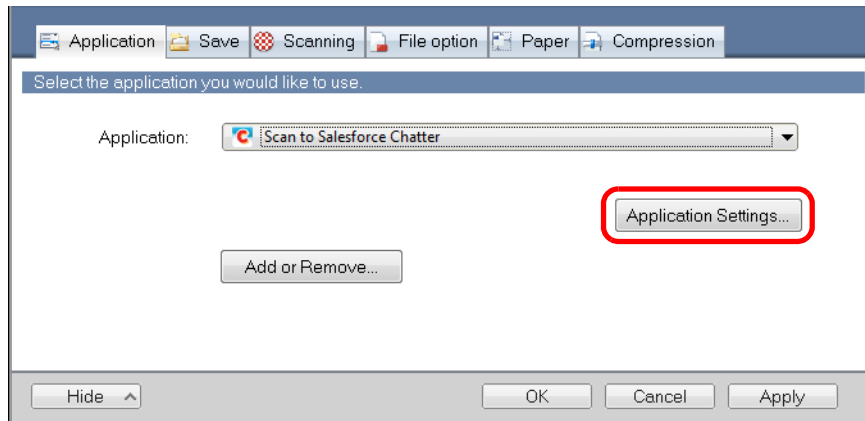 Application Save Scanning File option Paper Compression
Select the application you would like to use.
Application: Scan to Salesforce Chatter
Application Settings...
Add or Remove...
Hide OK Cancel Apply